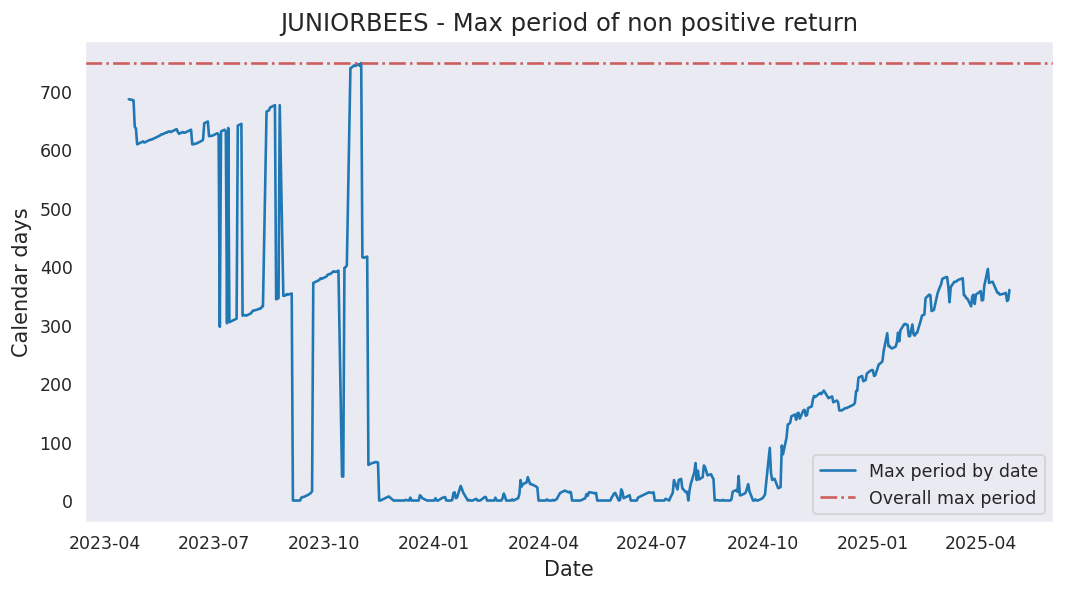 JUNIORBEES - Max period of non positive return
Calendar days
700
600
500
400
300
200
100
0
Max period by date
Overall max period
2023-04 2023-07 2023-10 2024-01 2024-04 2024-07 2024-10 2025-01 2025-04
Date